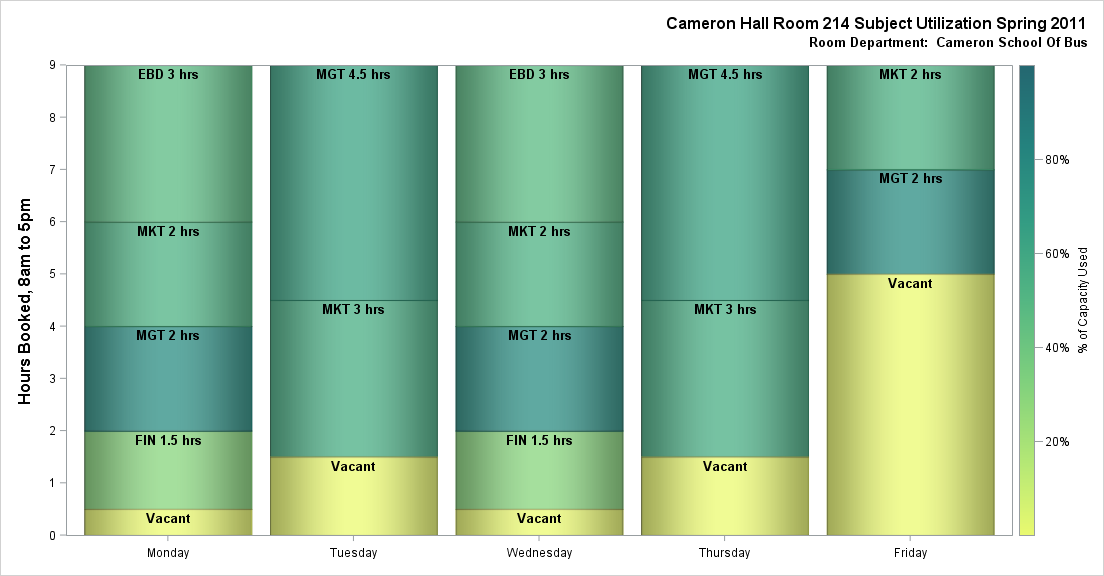 Cameron Hall Room 214 Subject Utilization Spring 2011
Room Department:  Cameron School Of Bus
Hours Booked, 8am to 5pm
9
8
7
6
5
4
3
2
1
0
EBD 3 hrs
MKT 2 hrs
MGT 2 hrs
FIN 1.5 hrs
Vacant
Monday
MGT 4.5 hrs
MKT 3 hrs
Vacant
Tuesday
EBD 3 hrs
MKT 2 hrs
MGT 2 hrs
FIN 1.5 hrs
Vacant
Wednesday
MGT 4.5 hrs
MKT 3 hrs
Vacant
Thursday
MKT 2 hrs
MGT 2 hrs
Vacant
Friday
80%
60%
40%
20%
% of Capacity Used